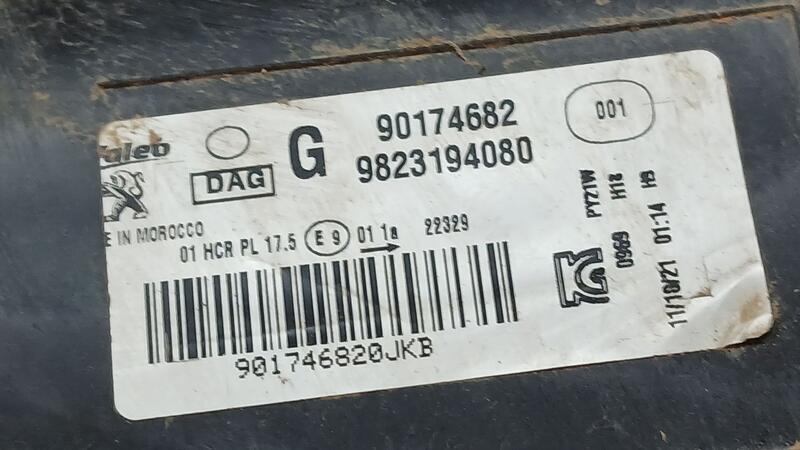 Valeo
DAG
G
90174682
9823194080
001
E IN MOROCCO
01 HCR PL 17.5 E 9 01 1a 22329
901746820JKB
PY21W
0969 H18
11/10/21 01:14 H9